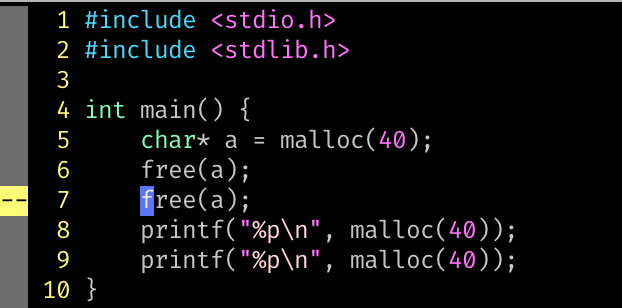 1 #include <stdio.h>
2 #include <stdlib.h>
3
4 int main() {
5     char* a = malloc(40);
6     free(a);
-- 7     free(a);
8     printf("%p\n", malloc(40));
9     printf("%p\n", malloc(40));
10 }